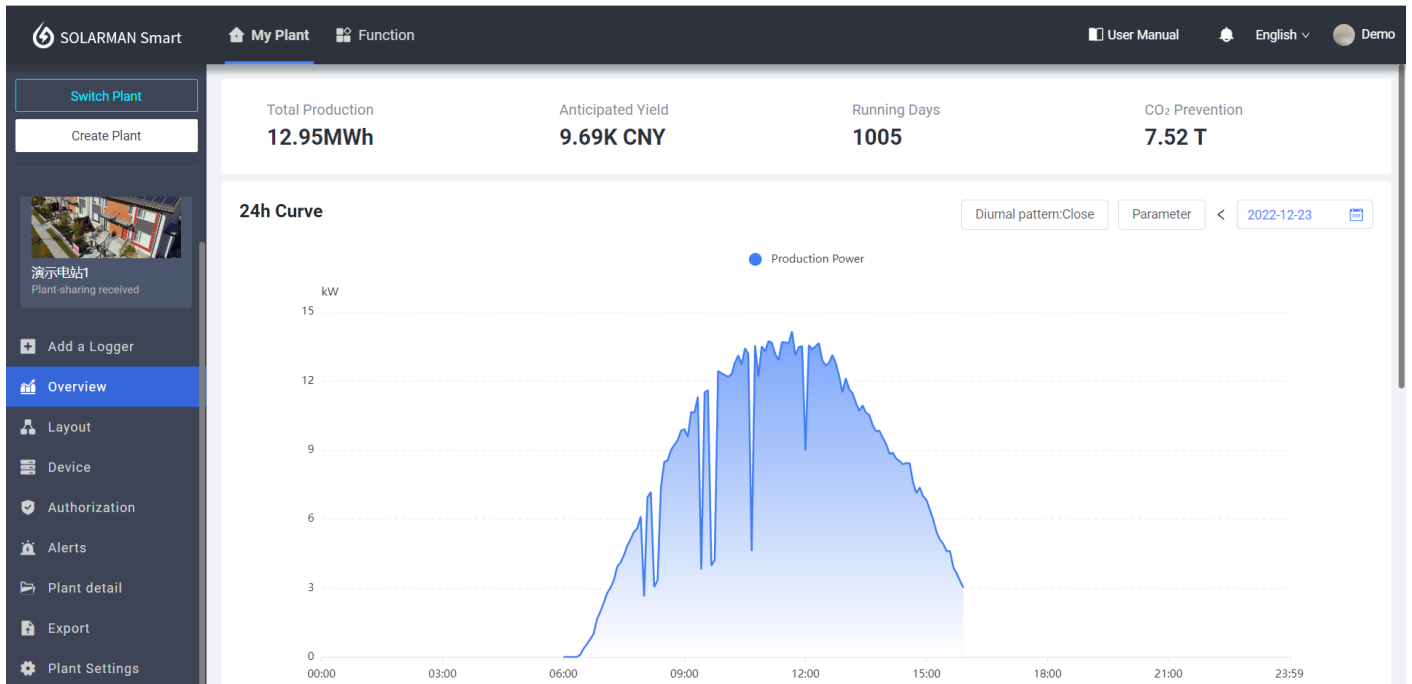 SOLARMAN Smart
My Plant
Function
User Manual
English
Demo
Switch Plant
Create Plant
演示电站1
Plant-sharing received
Add a Logger
Overview
Layout
Device
Authorization
Alerts
Plant detail
Export
Plant Settings
Total Production
12.95MWh
Anticipated Yield
9.69K CNY
Running Days
1005
CO₂ Prevention
7.52 T
24h Curve
Diurnal pattern:Close
Parameter
<
2022-12-23
Production Power
kW
15
12
9
6
3
0
00:00 03:00 06:00 09:00 12:00 15:00 18:00 21:00 23:59